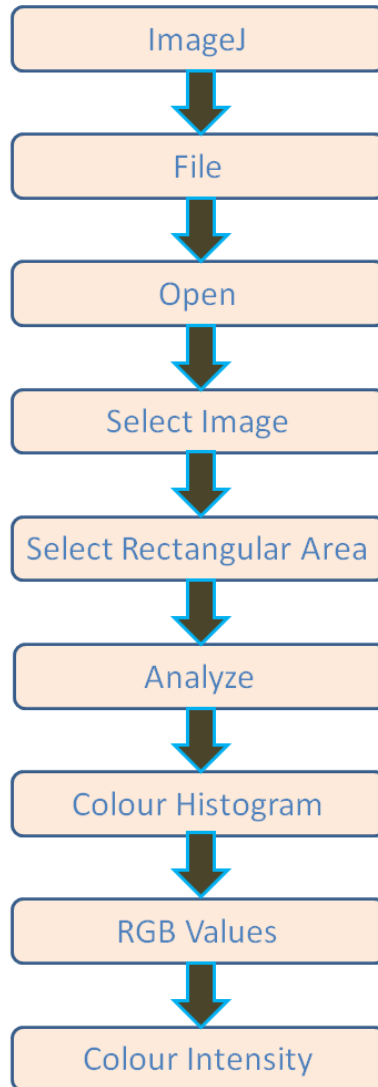 ImageJ
File
Open
Select Image
Select Rectangular Area
Analyze
Colour Histogram
RGB Values
Colour Intensity